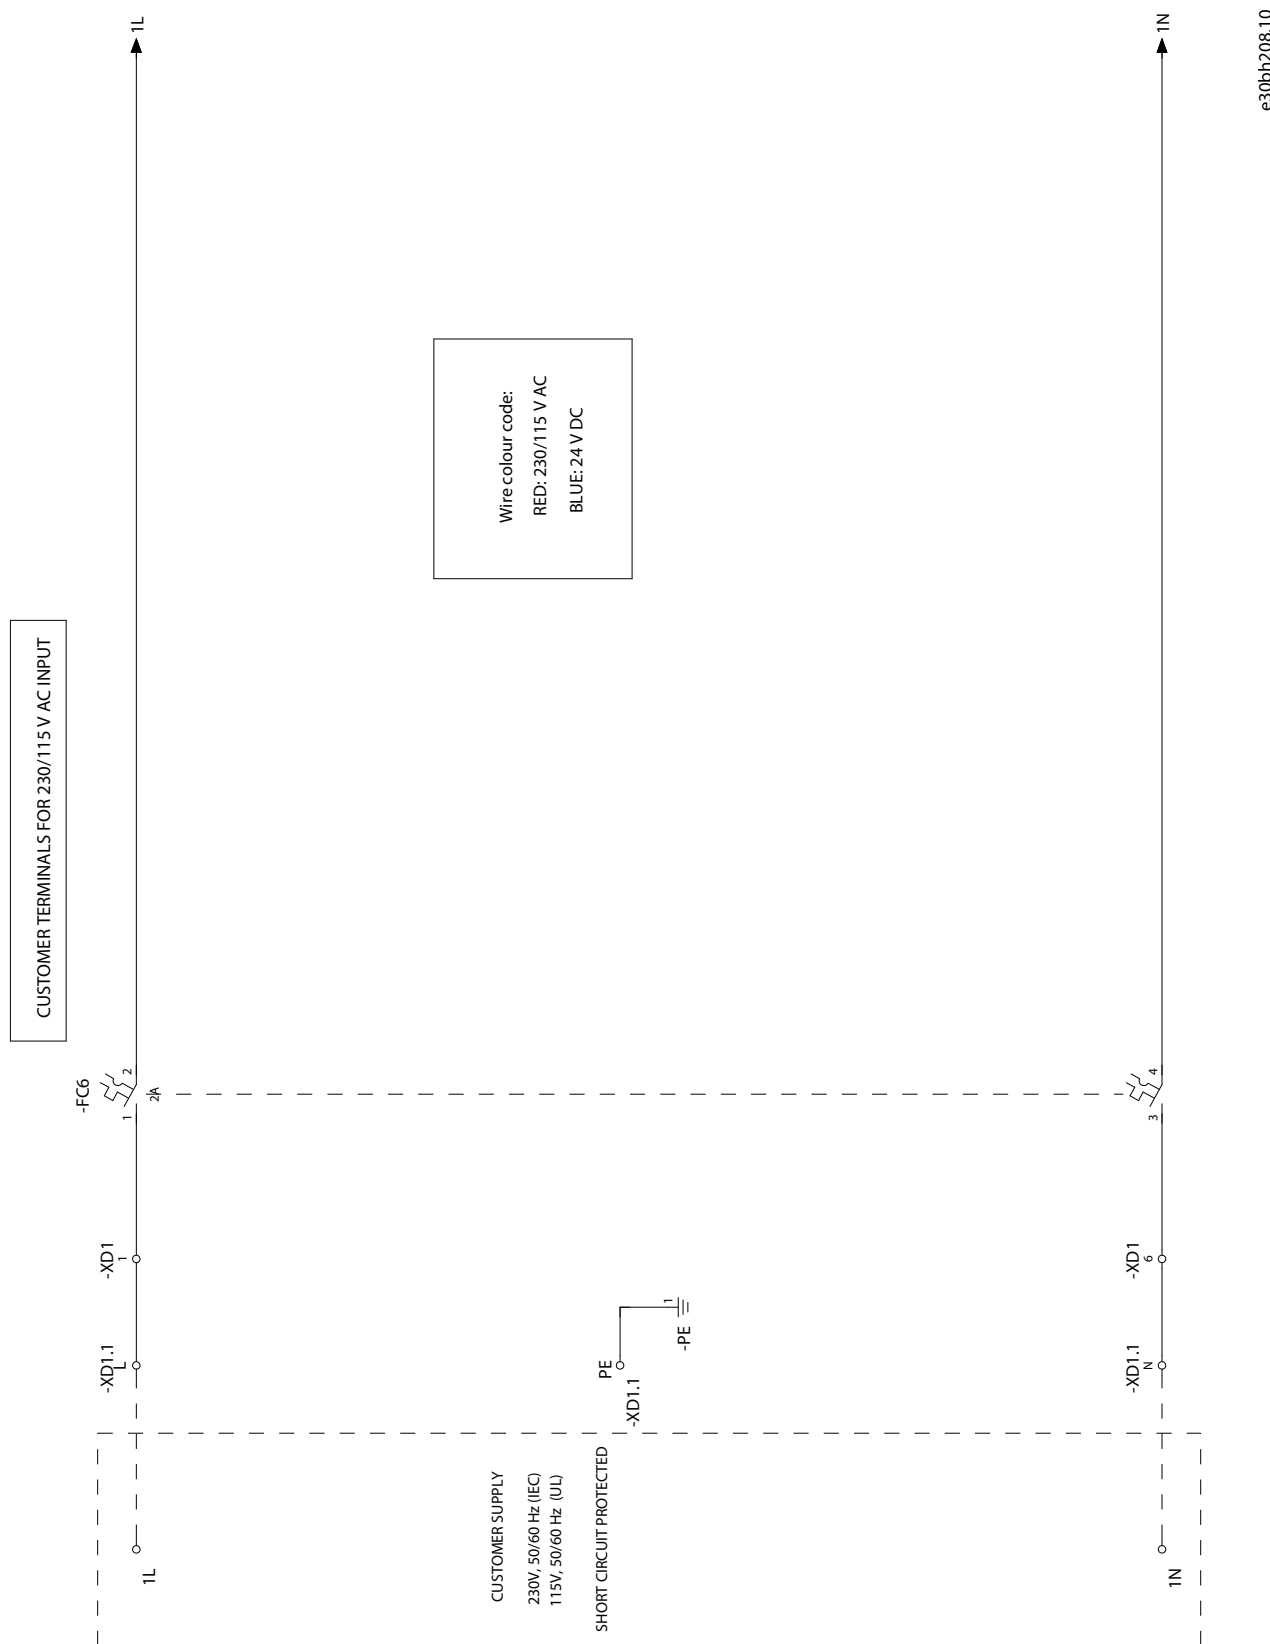 CUSTOMER TERMINALS FOR 230/115 V AC INPUT
1L
-XD1.1
L
-XD1
1
-FC6
1
2
2A
1L
CUSTOMER SUPPLY
230V, 50/60 Hz (IEC)
115V, 50/60 Hz (UL)
SHORT CIRCUIT PROTECTED
PE
-XD1.1
1
-PE
Wire colour code:
RED: 230/115 V AC
BLUE: 24 V DC
1N
-XD1.1
N
-XD1
6
3
4
1N
e30bh208.10